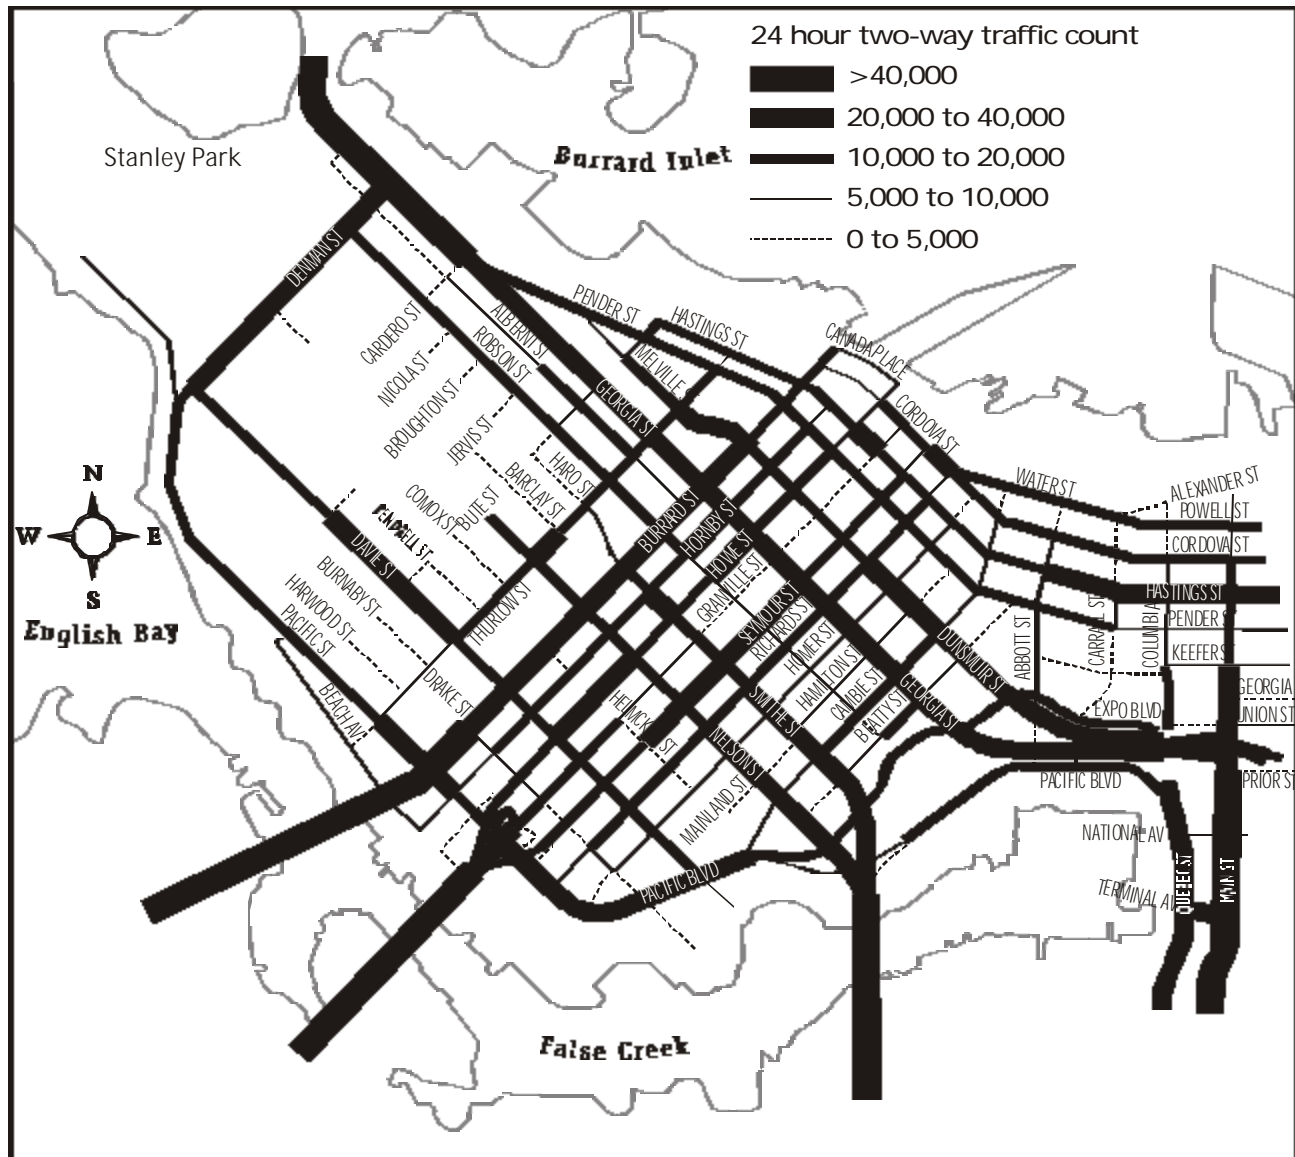 24 hour two-way traffic count
>40,000
20,000 to 40,000
10,000 to 20,000
5,000 to 10,000
0 to 5,000
Stanley Park
Burrard Inlet
DENMAN ST
PENDER ST
HASTINGS ST
CANADA PLACE
CARDERO ST
ALBERNI ST
ROBSON ST
NICOLA ST
MELVILLE
BROUGHTON ST
GEORGIA ST
CORDOVA ST
JERVIS ST
HARO ST
BARCLAY ST
WATER ST
ALEXANDER ST
POWELL ST
CORDOVA ST
N
W
E
S
English Bay
COMOX ST
BUTE ST
PENDRELL ST
DAVIE ST
BURNABY ST
HARWOOD ST
PACIFIC ST
THURLOW ST
BURRARD ST
HORNBY ST
HOWE ST
GRANVILLE ST
SEYMOUR ST
RICHARDS ST
HOMER ST
HAMILTON ST
CAMBIE ST
BEATTY ST
DUNSMUIR ST
GEORGIA ST
HASTINGS ST
PENDER S
KEEFER S
ABBOTT ST
CARRALL ST
COLUMBIA
GEORGIA
UNION ST
EXPO BLVD
PRIOR S
BEACH AV
DRAKE ST
HELMCK ST
SMITHE ST
NELSON ST
MAINLAND ST
PACIFIC BLVD
PACIFIC BLVD
NATIONAL AV
TERMINAL AV
QUEBEC ST
MAIN ST
False Creek